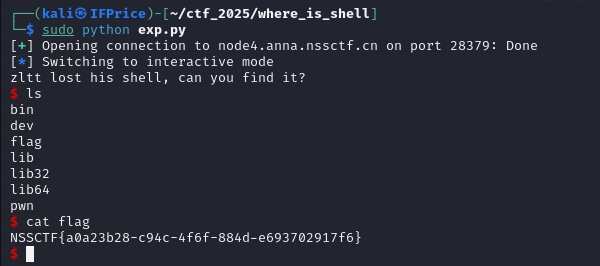 ┌──(kali㉿IFPrice)-[~/ctf_2025/where_is_shell]
└─$ sudo python exp.py
[+] Opening connection to node4.anna.nssctf.cn on port 28379: Done
[*] Switching to interactive mode
zltt lost his shell, can you find it?
$ ls
bin
dev
flag
lib
lib32
lib64
pwn
$ cat flag
NSSCTF{a0a23b28-c94c-4f6f-884d-e693702917f6}
$